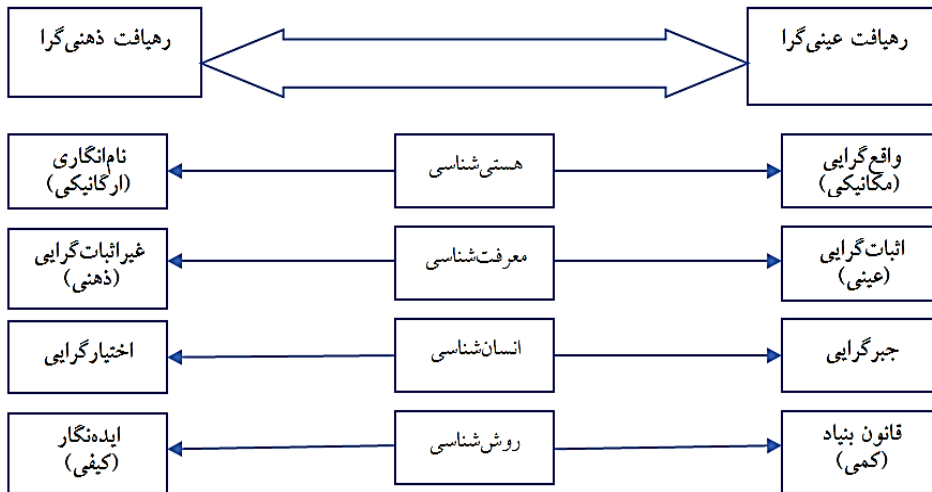 رهیافت عینی‌گرا
رهیافت ذهنی‌گرا
واقع‌گرایی
(مکانیکی)
هستی‌شناسی
نام‌انگاری
(ارگانیکی)
اثبات‌گرایی
(عینی)
معرفت‌شناسی
غیراثبات‌گرایی
(ذهنی)
جبرگرایی
انسان‌شناسی
اختیارگرایی
قانون بنیاد
(کمی)
روش‌شناسی
ایده‌نگار
(کیفی)